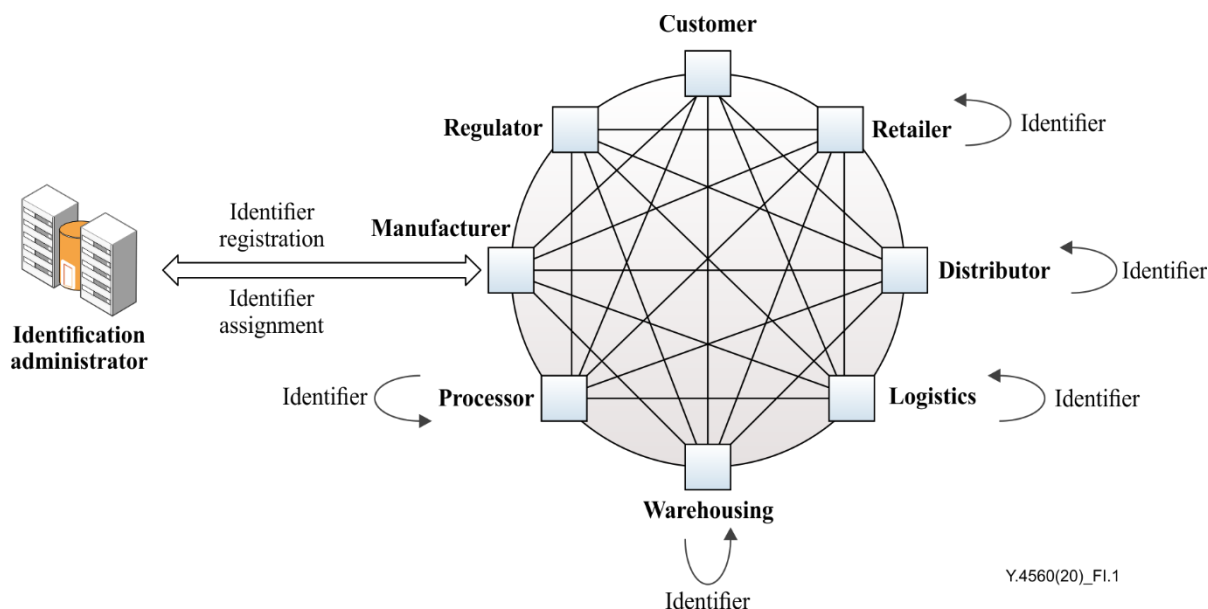 Customer
Regulator
Retailer
Identifier
Identifier
registration
Manufacturer
Distributor
Identifier
Identifier
assignment
Identification
administrator
Identifier
Processor
Logistics
Identifier
Warehousing
Identifier
Y.4560(20)_FI.1